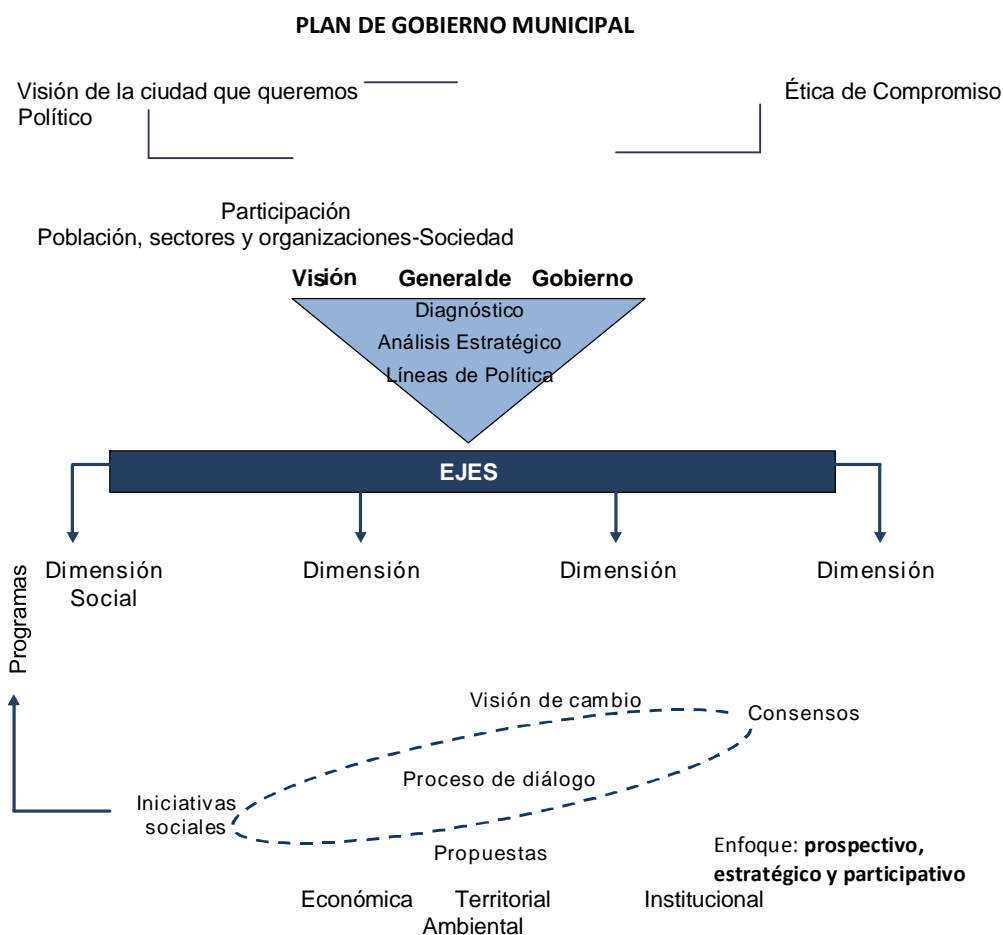 PLAN DE GOBIERNO MUNICIPAL
Visión de la ciudad que queremos
Ética de Compromiso
Político
Participación
Población, sectores y organizaciones-Sociedad
Visión General de Gobierno
Diagnóstico
Análisis Estratégico
Líneas de Política
EJES
Dimensión
Social
Dimensión
Dimensión
Dimensión
Programas
Visión de cambio
Consensos
Proceso de diálogo
Iniciativas
sociales
Propuestas
Enfoque: prospectivo,
estratégico y participativo
Económica Territorial Institucional
Ambiental